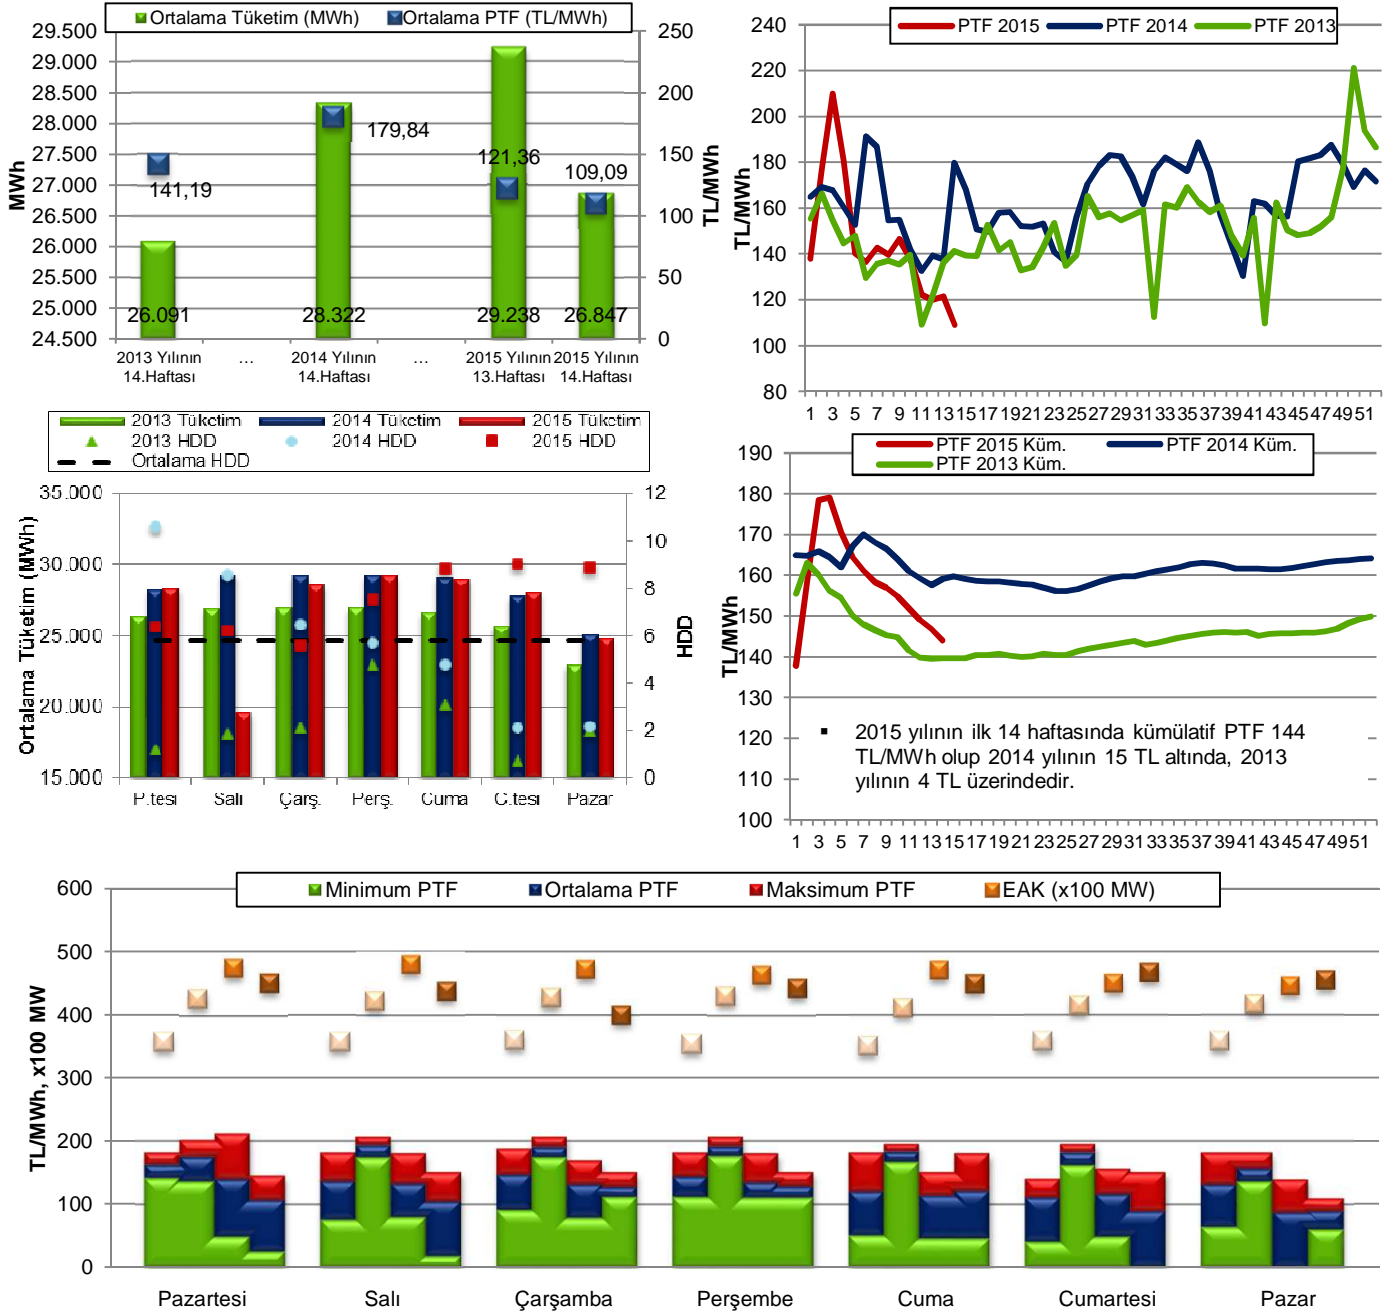 Ortalama Tüketim (MWh) Ortalama PTF (TL/MWh)
29.500
29.000
28.500
28.000
27.500
27.000
26.500
26.000
25.500
25.000
24.500
MWh
250
200
150
100
50
0
TL/MWh
141,19
179,84
121,36
109,09
26.091
28.322
29.238
26.847
2013 Yılının
14.Haftası
...
2014 Yılının
14.Haftası
...
2015 Yılının
13.Haftası
2015 Yılının
14.Haftası
PTF 2015 PTF 2014 PTF 2013
240
220
200
180
160
140
120
100
80
TL/MWh
1 3 5 7 9 11 13 15 17 19 21 23 25 27 29 31 33 35 37 39 41 43 45 47 49 51
2013 Tüketim 2014 Tüketim 2015 Tüketim
2013 HDD 2014 HDD 2015 HDD
Ortalama HDD
35.000
30.000
25.000
20.000
15.000
Ortalama Tüketim (MWh)
12
10
8
6
4
2
0
HDD
P.tesi Salı Çarş. Perş. Cuma C.tesi Pazar
PTF 2015 Küm. PTF 2014 Küm.
PTF 2013 Küm.
190
180
170
160
150
140
130
120
110
100
TL/MWh
▪ 2015 yılının ilk 14 haftasında kümülatif PTF 144
TL/MWh olup 2014 yılının 15 TL altında, 2013
yılının 4 TL üzerindedir.
1 3 5 7 9 11 13 15 17 19 21 23 25 27 29 31 33 35 37 39 41 43 45 47 49 51
Minimum PTF Ortalama PTF Maksimum PTF EAK (x100 MW)
600
500
400
300
200
100
0
TL/MWh, x100 MW
Pazartesi Salı Çarşamba Perşembe Cuma Cumartesi Pazar